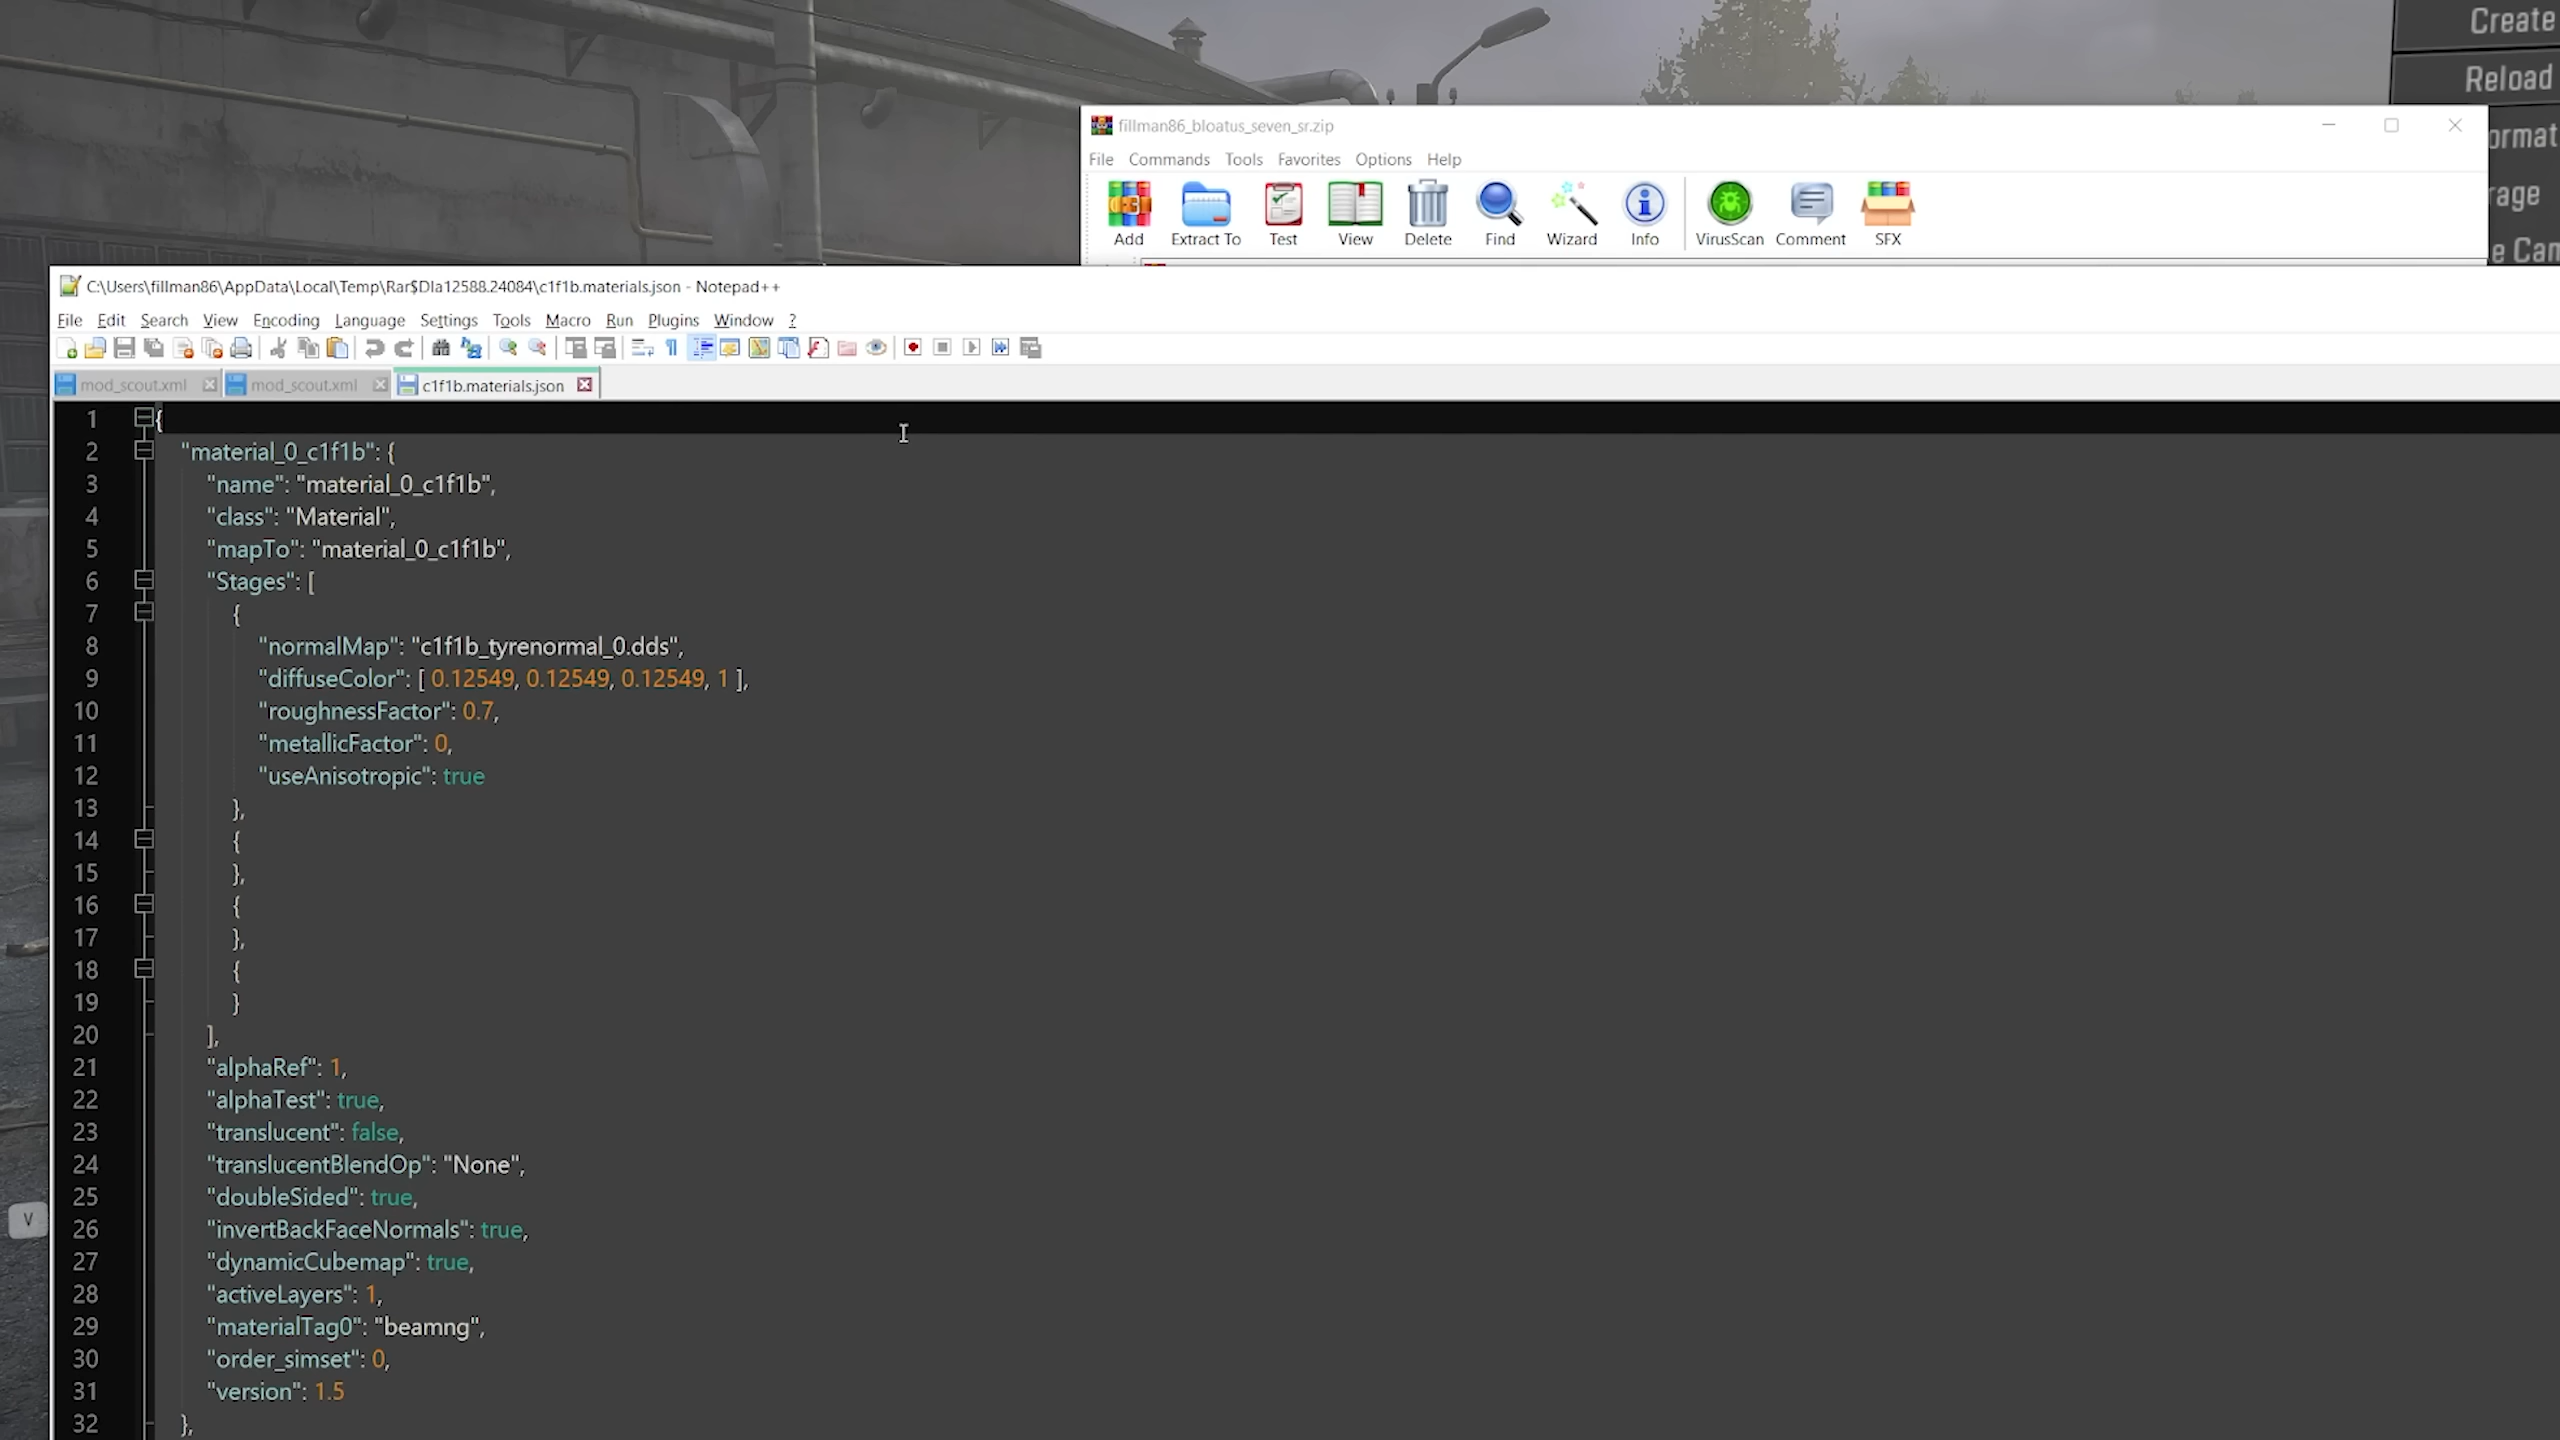 Create
Reload
ormat
rage
e Can
fillman86_bloatus_seven_sr.zip
File Commands Tools Favorites Options Help
Add Extract To Test View Delete Find Wizard Info VirusScan Comment SFX
C:\Users\fillman86\AppData\Local\Temp\Rar$DIa12588.24084\c1f1b.materials.json - Notepad++
File Edit Search View Encoding Language Settings Tools Macro Run Plugins Window ?
mod_scout.xml mod_scout.xml c1f1b.materials.json
1 {
2 "material_0_c1f1b": {
3 "name": "material_0_c1f1b",
4 "class": "Material",
5 "mapTo": "material_0_c1f1b",
6 "Stages": [
7 {
8 "normalMap": "c1f1b_tyrenormal_0.dds",
9 "diffuseColor": [ 0.12549, 0.12549, 0.12549, 1 ],
10 "roughnessFactor": 0.7,
11 "metallicFactor": 0,
12 "useAnisotropic": true
13 },
14 {
15 },
16 {
17 },
18 {
19 }
20 ],
21 "alphaRef": 1,
22 "alphaTest": true,
23 "translucent": false,
24 "translucentBlendOp": "None",
25 "doubleSided": true,
26 "invertBackFaceNormals": true,
27 "dynamicCubemap": true,
28 "activeLayers": 1,
29 "materialTag0": "beamng",
30 "order_simset": 0,
31 "version": 1.5
32 },
V